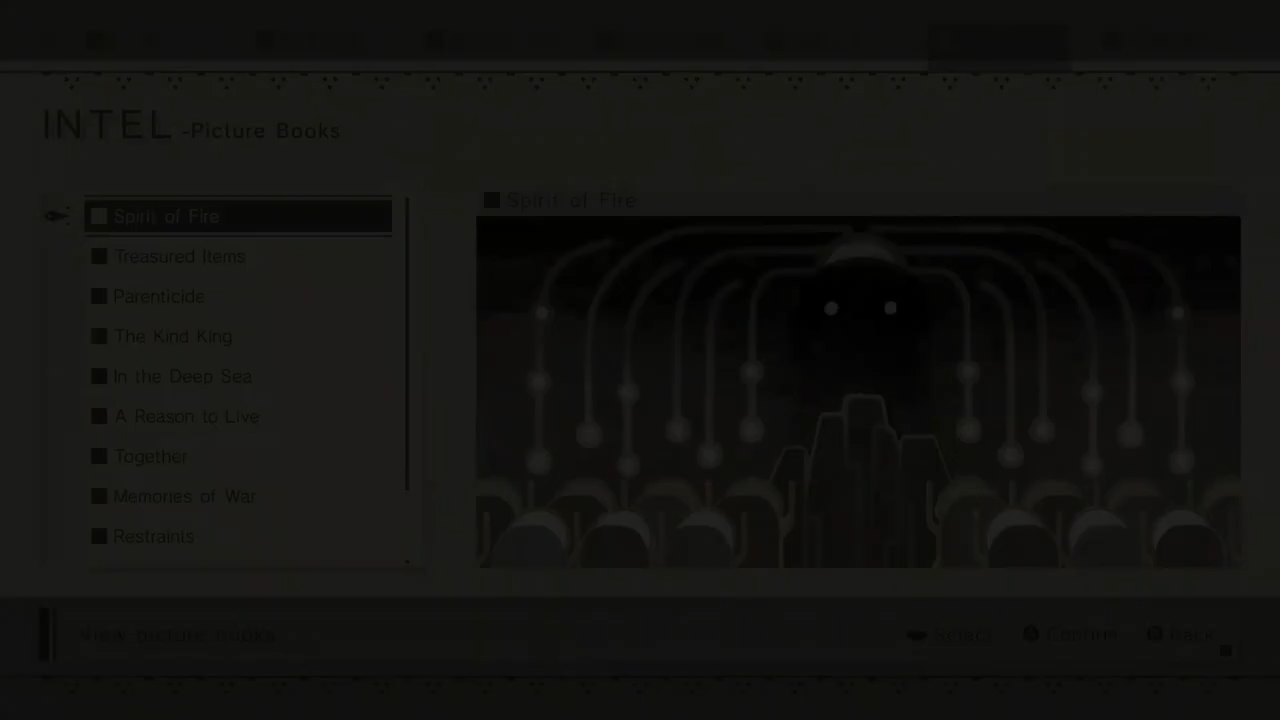 INTEL -Picture Books
Spirit of Fire
Treasured Items
Parenticide
The Kind King
In the Deep Sea
A Reason to Live
Together
Memories of War
Restraints
Spirit of Fire
View picture books
Select
Confirm
Back